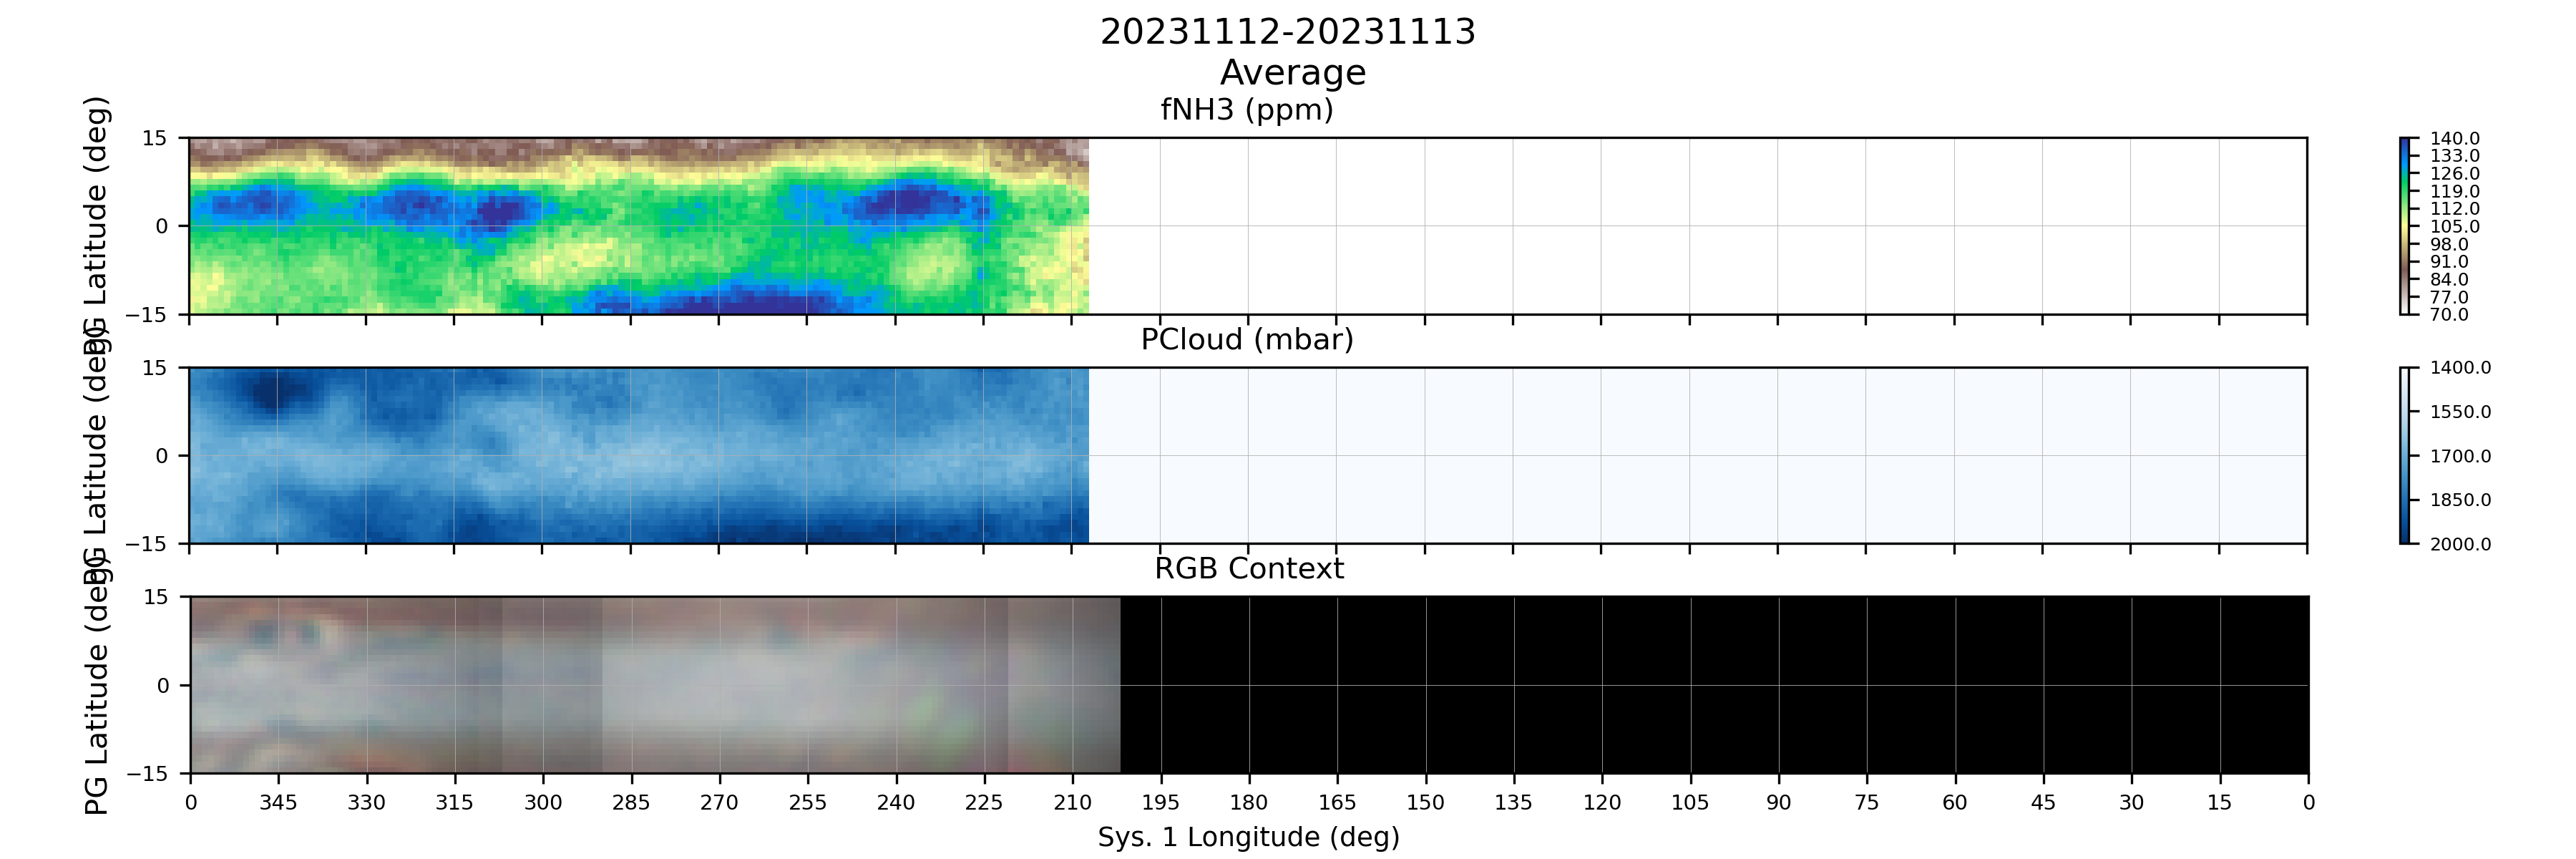 20231112-20231113
Average
fNH3 (ppm)
PG Latitude (deg)
15
0
−15
140.0
133.0
126.0
119.0
112.0
105.0
98.0
91.0
84.0
77.0
70.0
PCloud (mbar)
PG Latitude (deg)
15
0
−15
1400.0
1550.0
1700.0
1850.0
2000.0
RGB Context
PG Latitude (deg)
15
0
−15
0 345 330 315 300 285 270 255 240 225 210 195 180 165 150 135 120 105 90 75 60 45 30 15 0
Sys. 1 Longitude (deg)